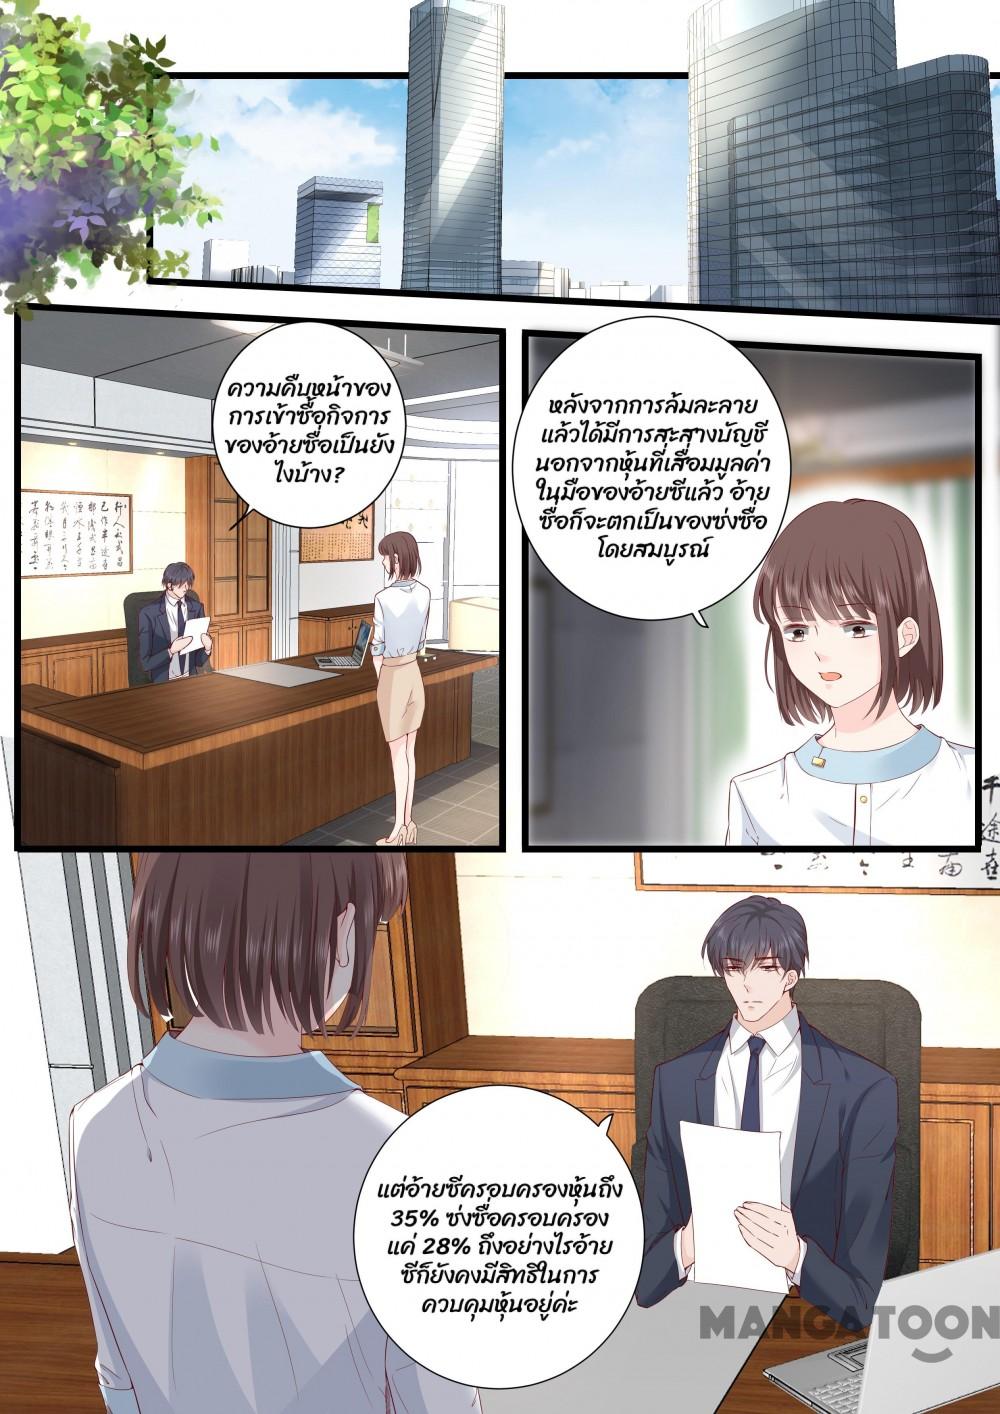 ความคืบหน้าของ
การเข้าซื้อกิจการ
ของอ้ายซื่อเป็นยัง
ไงบ้าง?
หลังจากการล้มละลาย
แล้วได้มีการสะสางบัญชี
นอกจากหุ้นที่เสื่อมมูลค่า
ในมือของอ้ายซีแล้ว อ้าย
ซื่อก็จะตกเป็นของซ่งซื่อ
โดยสมบูรณ์
แต่อ้ายซีครอบครองหุ้นถึง
35% ซ่งซื่อครอบครอง
แค่ 28% ถึงอย่างไรอ้าย
ซีก็ยังคงมีสิทธิในการ
ควบคุมหุ้นอยู่ค่ะ
MANGATOON